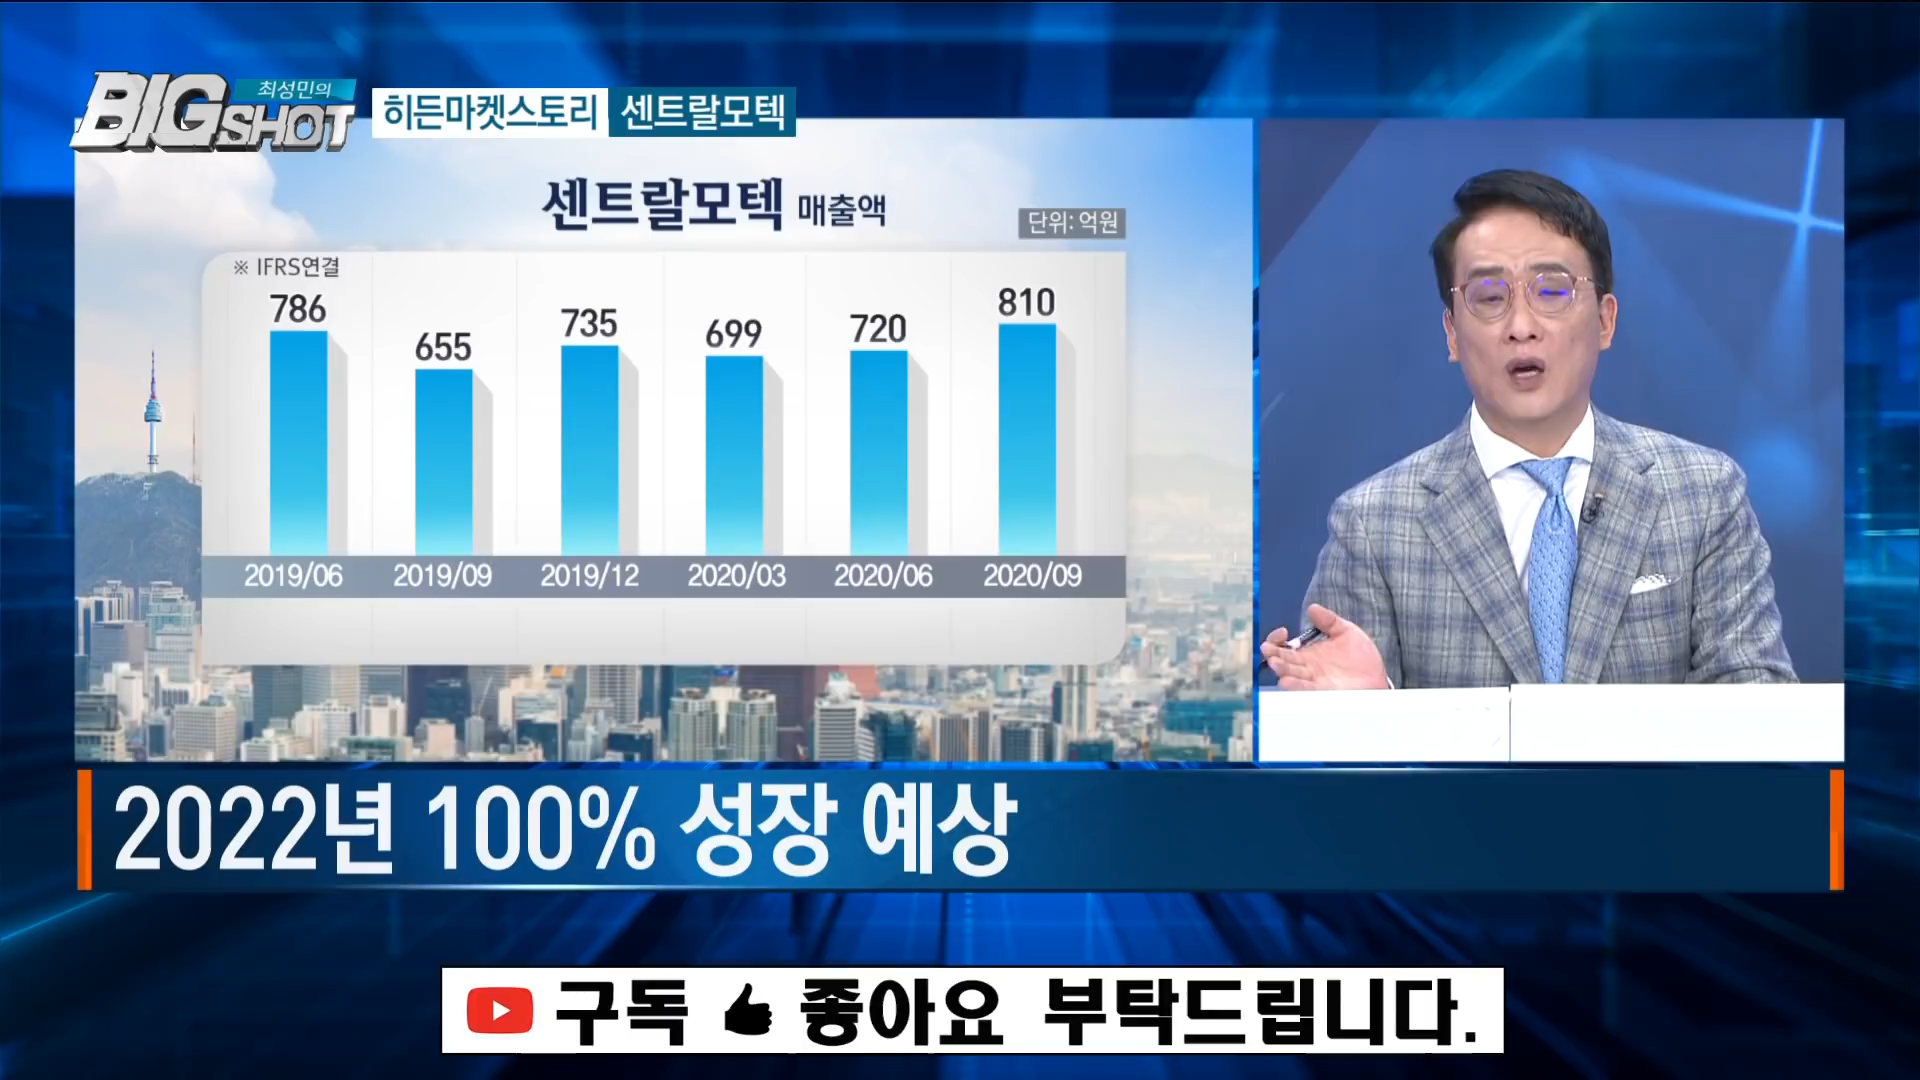 최성민의
BIG SHOT
히든마켓스토리 센트랄모텍
센트랄모텍 매출액
단위: 억원
※ IFRS연결
786 655 735 699 720 810
2019/06 2019/09 2019/12 2020/03 2020/06 2020/09
2022년 100% 성장 예상
구독 좋아요 부탁드립니다.